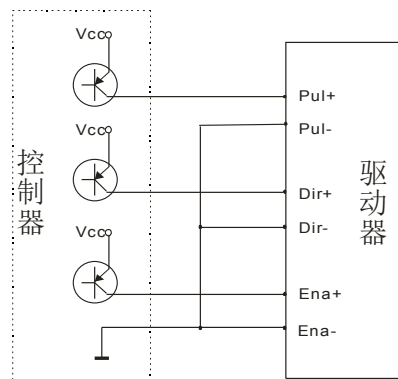 Vcc
Pul+
Pul-
Vcc
控制器
驱动器
Dir+
Dir-
Vcc
Ena+
Ena-